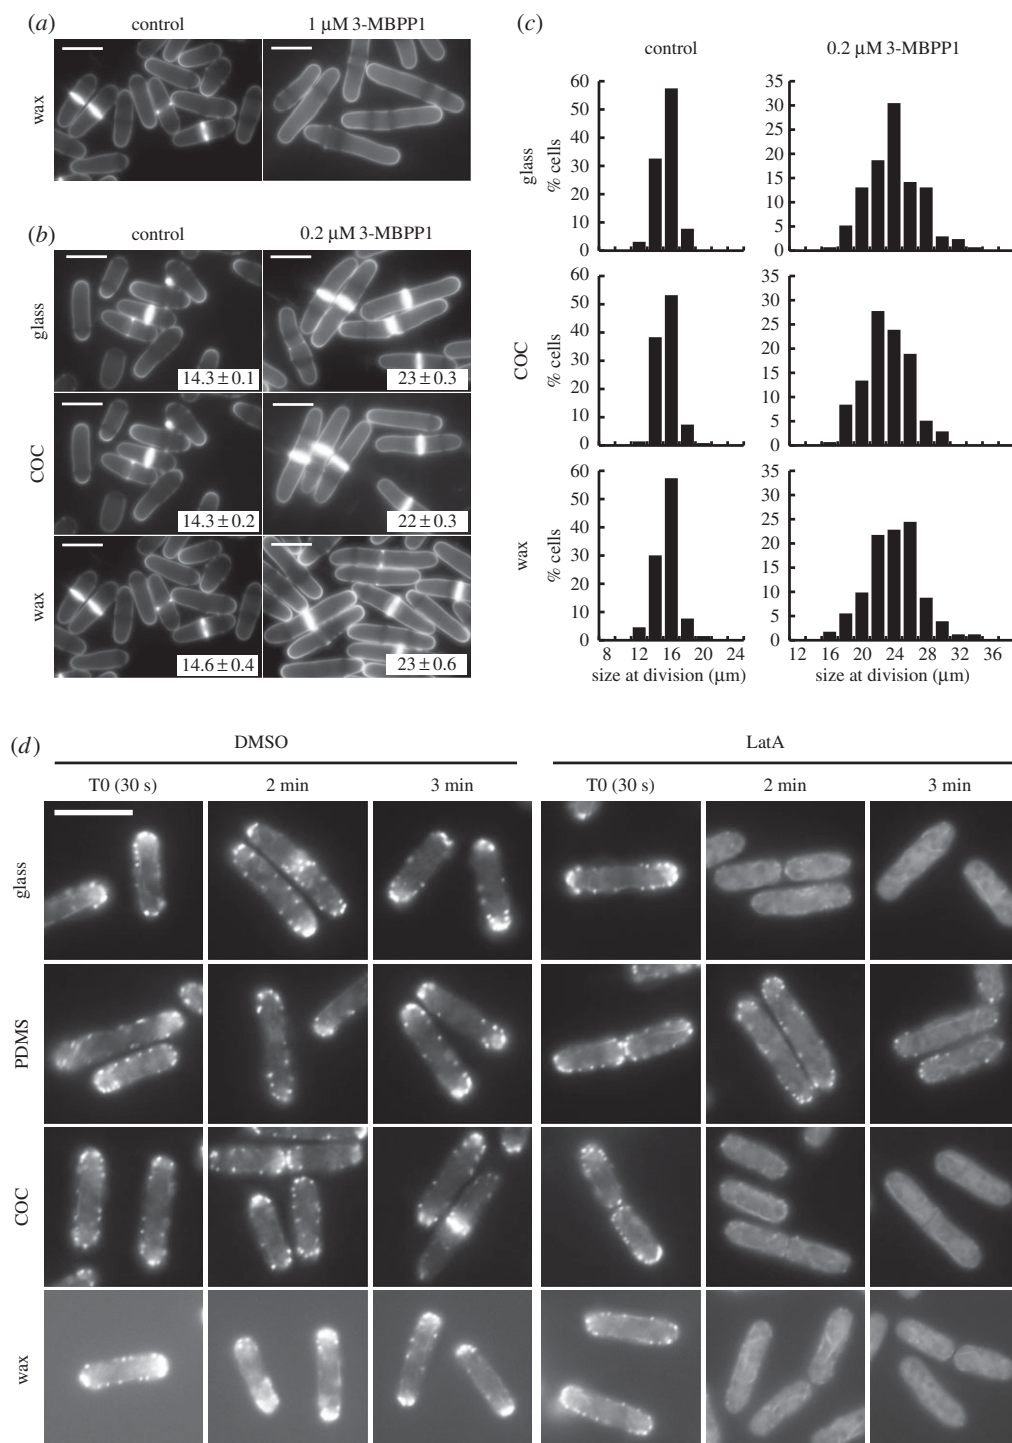 (a)
control
1 μM 3-MBPP1
wax
(b)
control
0.2 μM 3-MBPP1
glass
14.3 ± 0.1
23 ± 0.3
COC
14.3 ± 0.2
22 ± 0.3
wax
14.6 ± 0.4
23 ± 0.6
(c)
control
0.2 μM 3-MBPP1
glass
% cells
60
50
40
30
20
10
0
35
30
25
20
15
10
5
0
COC
% cells
60
50
40
30
20
10
0
35
30
25
20
15
10
5
0
wax
% cells
60
50
40
30
20
10
0
35
30
25
20
15
10
5
0
8 12 16 20 24
12 16 20 24 28 32 36
size at division (μm)
size at division (μm)
(d)
DMSO
LatA
T0 (30 s)
2 min
3 min
T0 (30 s)
2 min
3 min
glass
PDMS
COC
wax